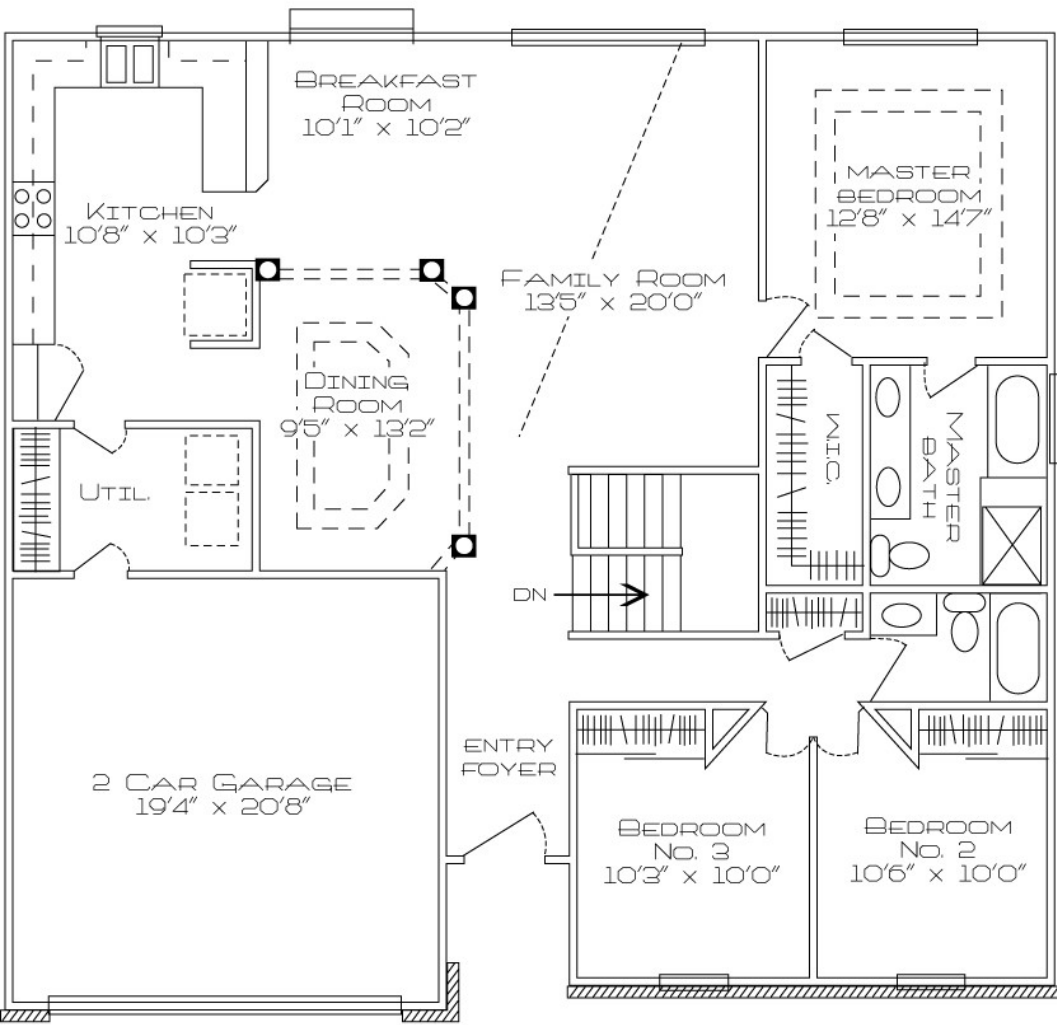 BREAKFAST
ROOM
10'1" x 10'2"
MASTER
BEDROOM
12'8" x 14'7"
KITCHEN
10'8" x 10'3"
FAMILY ROOM
13'5" x 20'0"
DINING
ROOM
9'5" x 13'2"
W.I.C.
MASTER
BATH
UTIL.
DN
ENTRY
FOYER
2 CAR GARAGE
19'4" x 20'8"
BEDROOM
No. 3
10'3" x 10'0"
BEDROOM
No. 2
10'6" x 10'0"